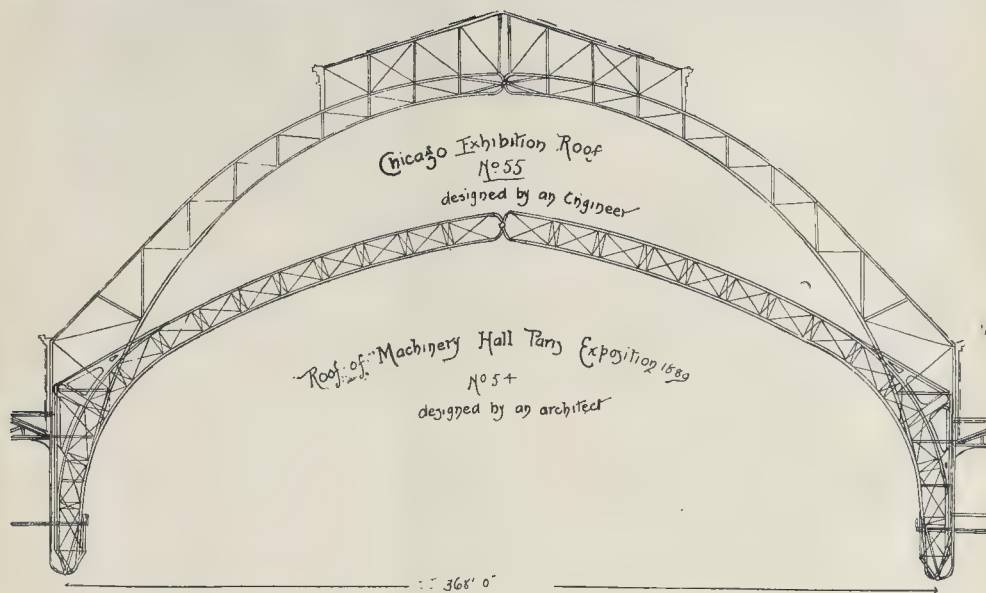 Chicago Exhibition Roof
No 55
designed by an Engineer
Roof of Machinery Hall Paris Exposition 1889
No 54
designed by an architect
368' 0"